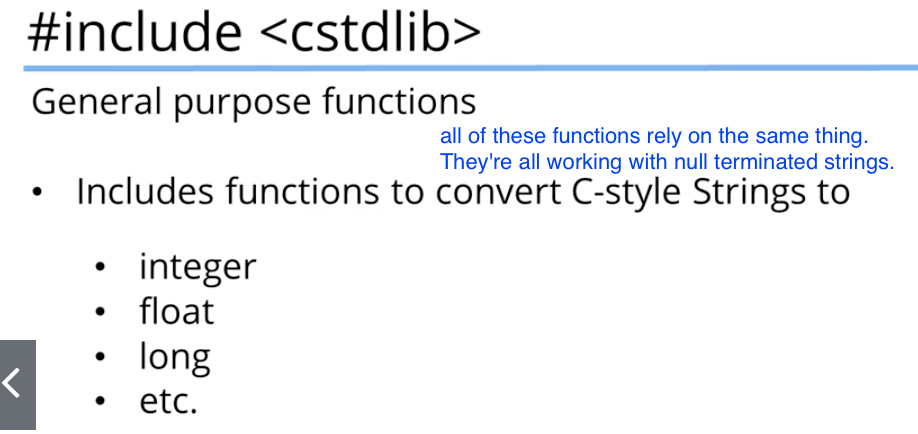 #include <cstdlib>
General purpose functions
all of these functions rely on the same thing.
They're all working with null terminated strings.
• Includes functions to convert C-style Strings to
• integer
• float
• long
• etc.